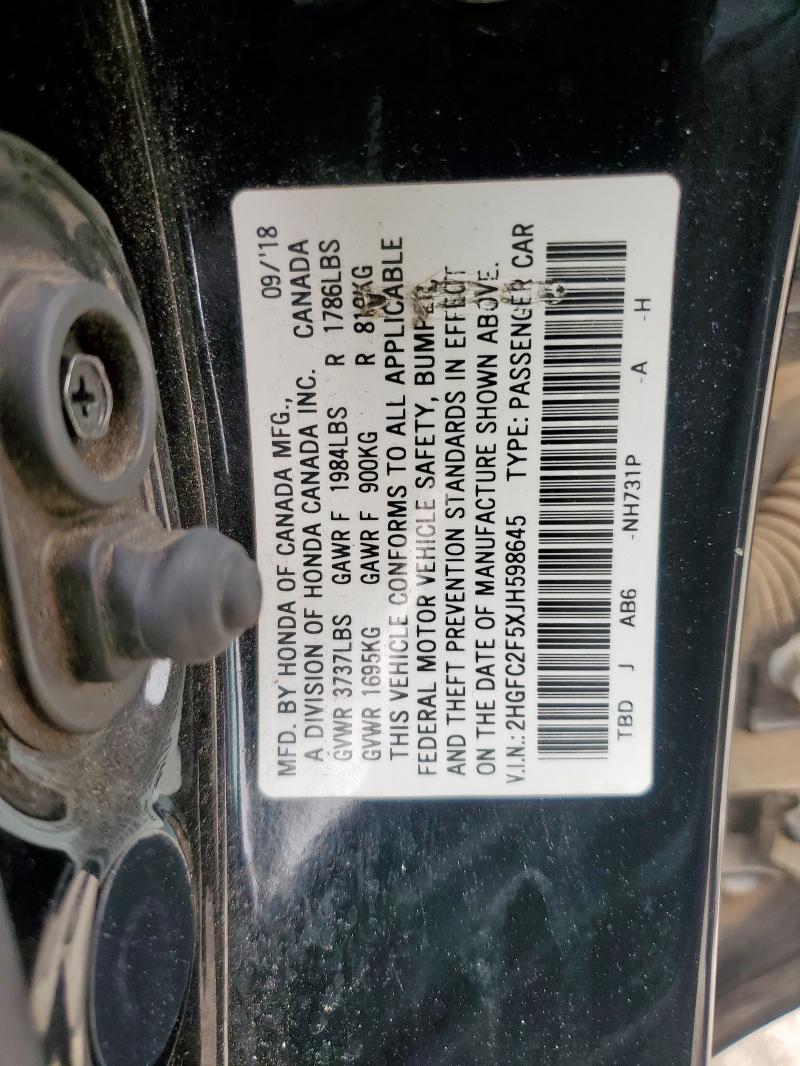 MFD. BY HONDA OF CANADA MFG., 09/'18
A DIVISION OF HONDA CANADA INC. CANADA
GVWR 3737LBS GAWR F 1984LBS R 1786LBS
GVWR 1695KG GAWR F 900KG R
THIS VEHICLE CONFORMS TO ALL APPLICABLE
FEDERAL MOTOR VEHICLE SAFETY, BUMPER
AND THEFT PREVENTION STANDARDS IN EFFECT
ON THE DATE OF MANUFACTURE SHOWN ABOVE.
V.I.N.: 2HGFC2F5XJH598645 TYPE: PASSENGER CAR
TBD J AB6 -NH731P -A -H